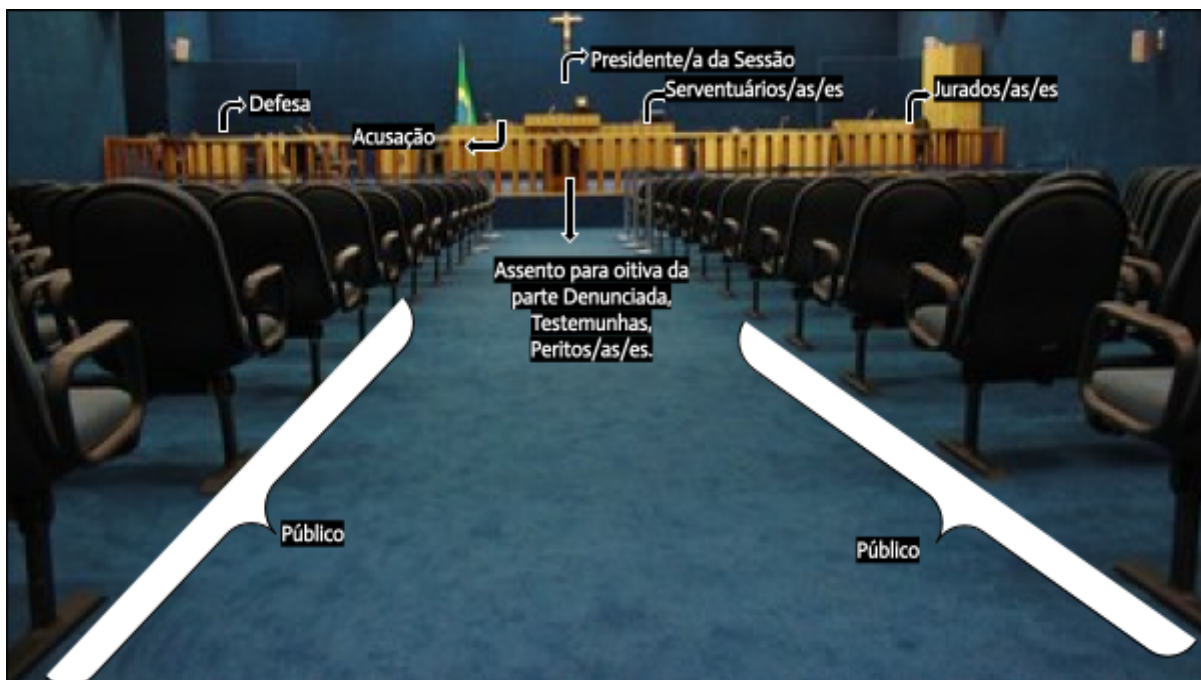 Presidente/a da Sessão
Serventuários/as/es
Jurados/as/es
Defesa
Acusação
Assento para oitiva da
parte Denunciada,
Testemunhas,
Peritos/as/es.
Público
Público